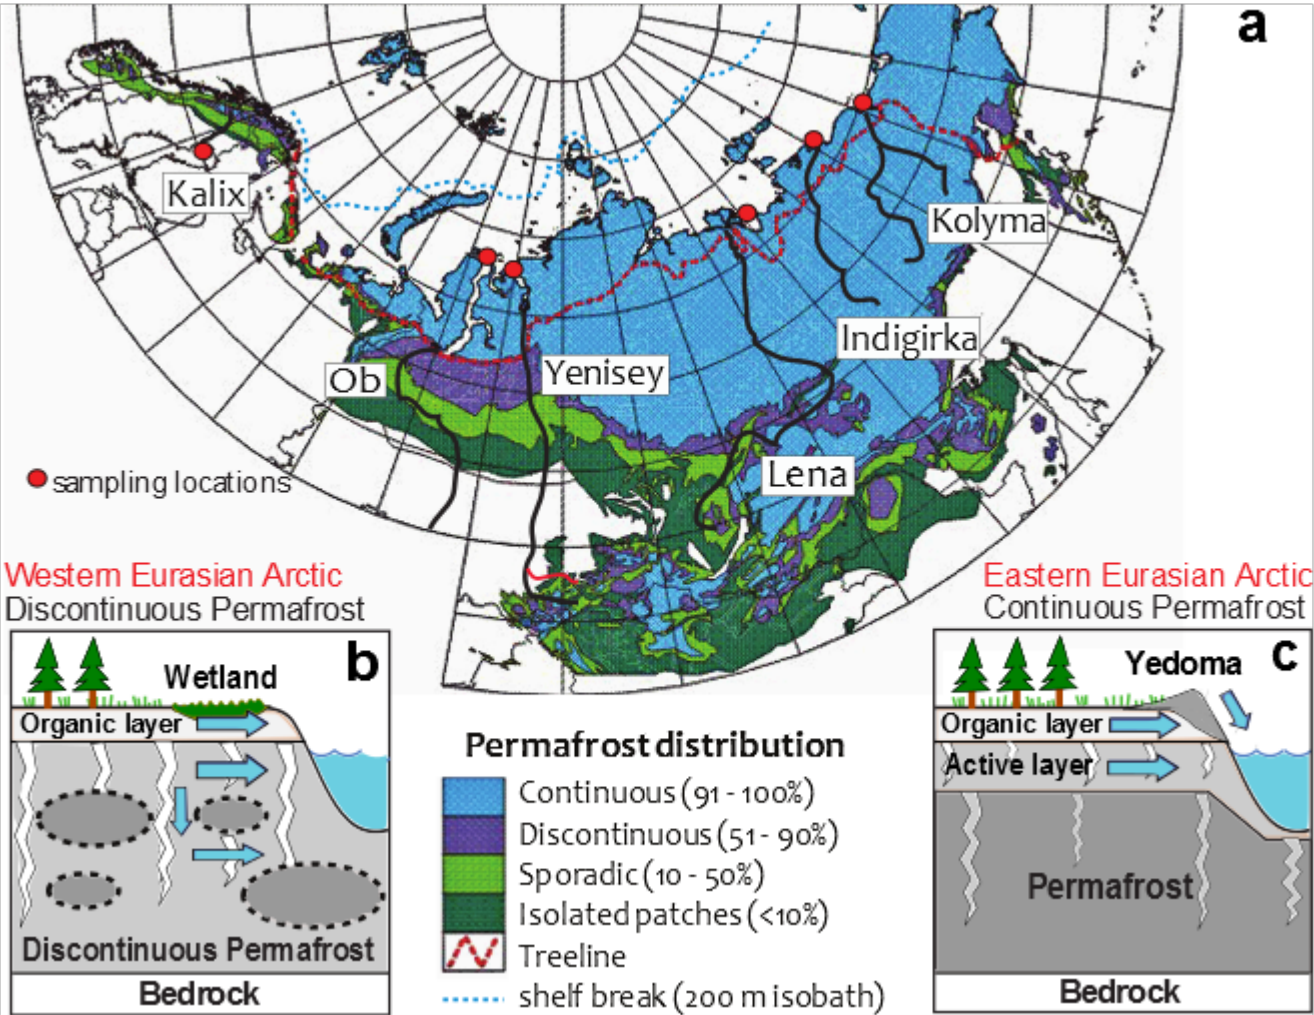 a
Kalix
Kolyma
Indigirka
Ob
Yenisey
Lena
sampling locations
Western Eurasian Arctic
Discontinuous Permafrost
Eastern Eurasian Arctic
Continuous Permafrost
b
Wetland
Organic layer
Discontinuous Permafrost
Bedrock
Permafrost distribution
Continuous (91 - 100%)
Discontinuous (51 - 90%)
Sporadic (10 - 50%)
Isolated patches (<10%)
Treeline
shelf break (200 m isobath)
c
Yedoma
Organic layer
Active layer
Permafrost
Bedrock